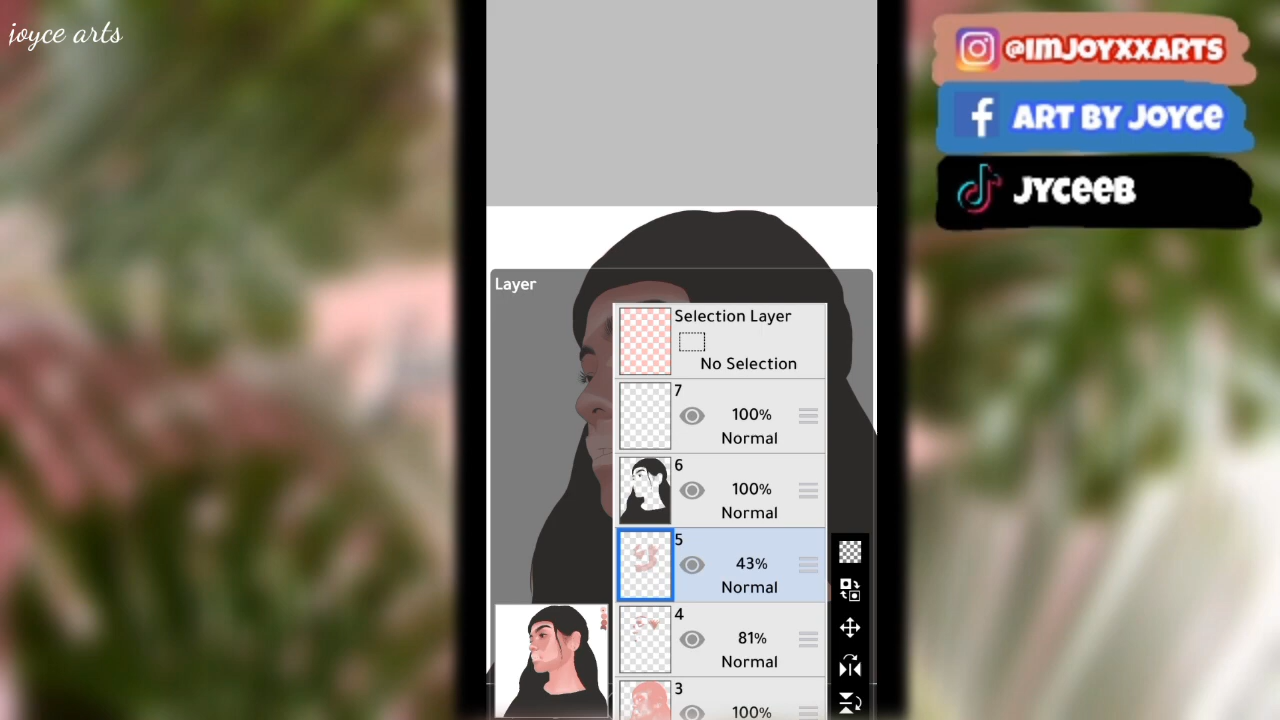 joyce arts
@IMJOYXXARTS
ART BY JOYCE
JYCEEB
Layer
Selection Layer
No Selection
7
100%
Normal
6
100%
Normal
5
43%
Normal
4
81%
Normal
3
100%